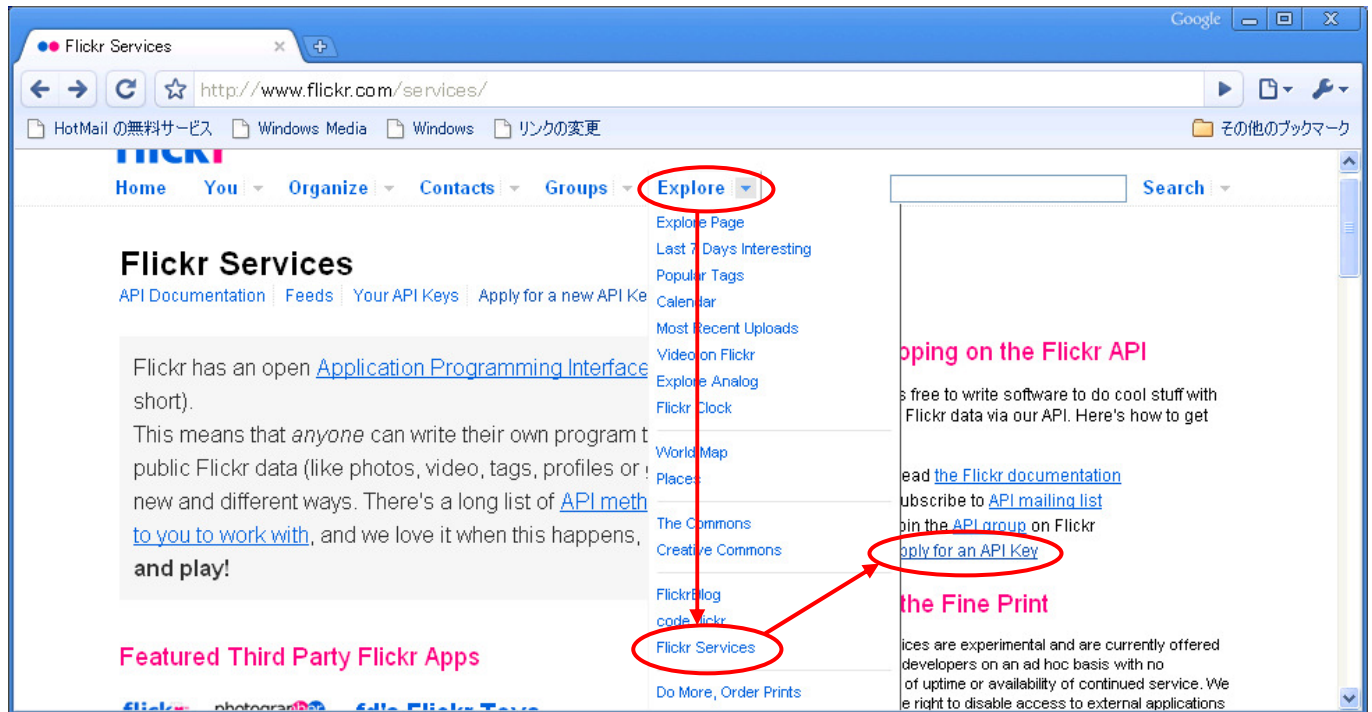 Google
Flickr Services
http://www.flickr.com/services/
HotMail の無料サービス
Windows Media
Windows
リンクの変更
その他のブックマーク
flickr
Home You Organize Contacts Groups Explore Search
Explore Page
Last 7 Days Interesting
Popular Tags
Calendar
Most Recent Uploads
Video on Flickr
Explore Analog
Flickr Clock
World Map
Places
The Commons
Creative Commons
FlickrBlog
code.flickr
Flickr Services
Do More, Order Prints
Flickr Services
API Documentation Feeds Your API Keys Apply for a new API Ke
Flickr has an open Application Programming Interface
short).
This means that anyone can write their own program t
public Flickr data (like photos, video, tags, profiles or
new and different ways. There's a long list of API meth
to you to work with, and we love it when this happens,
and play!
Featured Third Party Flickr Apps
flickr photographer fd's Flickr Toys
pping on the Flickr API
s free to write software to do cool stuff with
Flickr data via our API. Here's how to get
ead the Flickr documentation
ubscribe to API mailing list
oin the API group on Flickr
pply for an API Key
the Fine Print
ices are experimental and are currently offered
developers on an ad hoc basis with no
of uptime or availability of continued service. We
e right to disable access to external applications